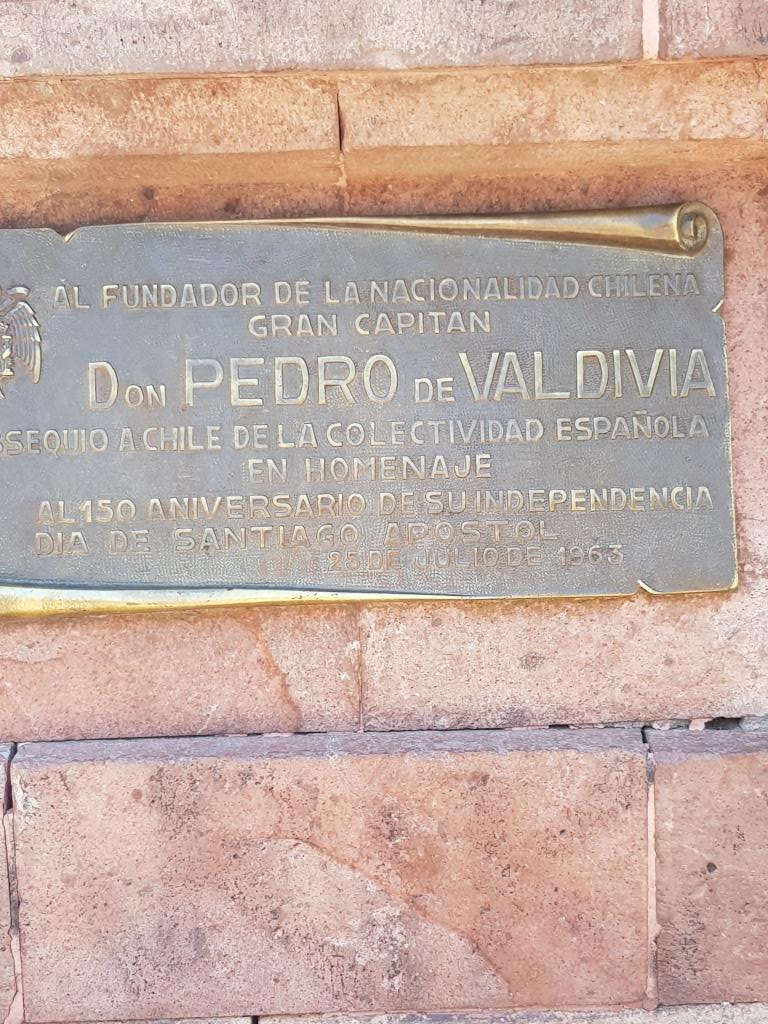 AL FUNDADOR DE LA NACIONALIDAD CHILENA
GRAN CAPITAN
DON PEDRO DE VALDIVIA
SEQUIO A CHILE DE LA COLECTIVIDAD ESPAÑOLA
EN HOMENAJE
AL 150 ANIVERSARIO DE SU INDEPENDENCIA
DIA DE SANTIAGO APOSTOL
25 DE JULIO DE 1963